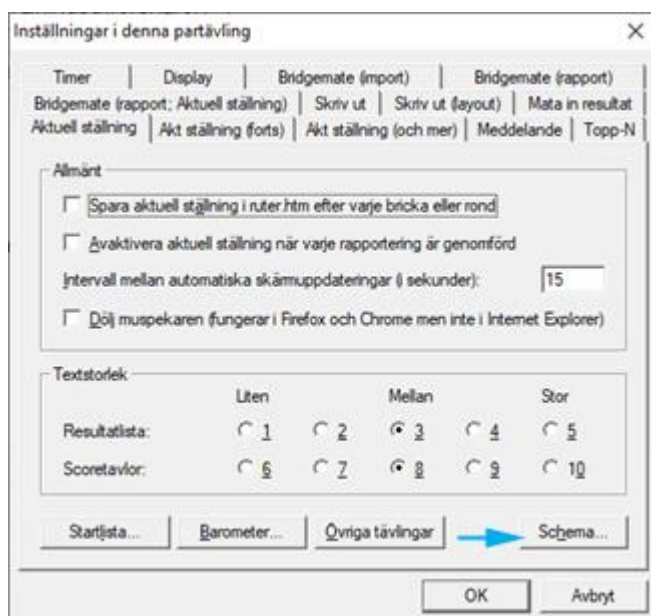 Inställningar i denna partävling
Timer Display Bridgemate (import) Bridgemate (rapport)
Bridgemate (rapport; Aktuell ställning) Skriv ut Skriv ut (layout) Mata in resultat
Aktuell ställning Akt ställning (forts) Akt ställning (och mer) Meddelande Topp-N
Allmänt
Spara aktuell ställning i ruter.htm efter varje bricka eller rond
Avaktivera aktuell ställning när varje rapportering är genomförd
Intervall mellan automatiska skärmuppdateringar (i sekunder): 15
Dölj muspekaren (fungerar i Firefox och Chrome men inte i Internet Explorer)
Textstorlek
Liten Mellan Stor
Resultatlista: 1 2 3 4 5
Scoretavlor: 6 7 8 9 10
Startlista... Barometer... Övriga tävlingar Schema...
OK Avbryt